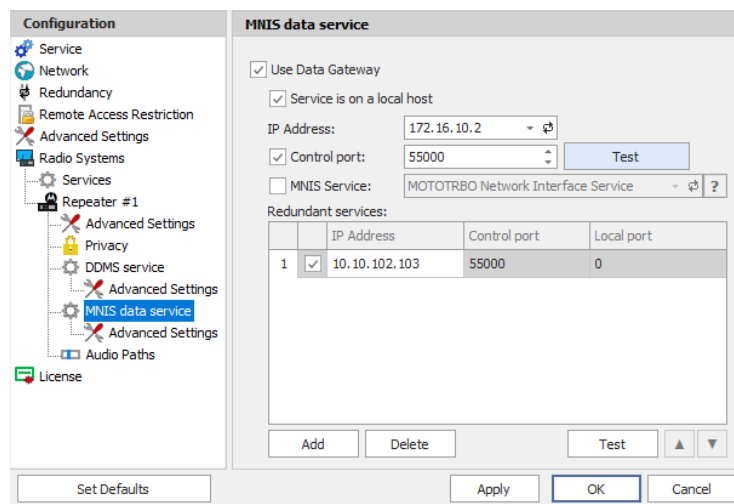 Configuration
Service
Network
Redundancy
Remote Access Restriction
Advanced Settings
Radio Systems
Services
Repeater #1
Advanced Settings
Privacy
DDMS service
Advanced Settings
MNIS data service
Advanced Settings
Audio Paths
License
Set Defaults
MNIS data service
Use Data Gateway
Service is on a local host
IP Address: 172.16.10.2
Control port: 55000 Test
MNIS Service: MOTOTRBO Network Interface Service ?
Redundant services:
IP Address Control port Local port
1 10.10.102.103 55000 0
Add Delete Test
Apply OK Cancel